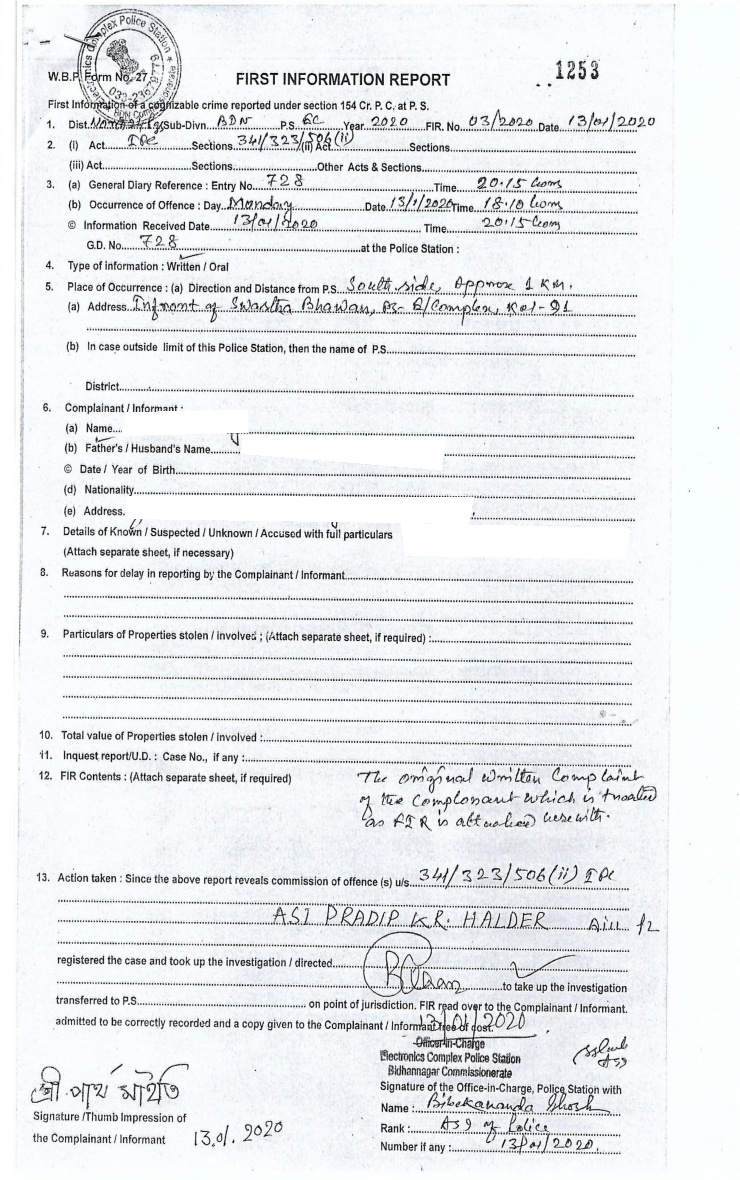 Electronics Complex Police Station
1253
W.B.P. Form No. 27
FIRST INFORMATION REPORT
First Information of a cognizable crime reported under section 154 Cr. P. C. at P. S.
1. Dist. Sub-Divn. BDN P.S. EC Year 2020 FIR. No. 03/2020 Date 13/01/2020
2. (i) Act IPC Sections 341/323/506(ii) (ii) Act Sections
(iii) Act Sections Other Acts & Sections
3. (a) General Diary Reference : Entry No. 728 Time 20.15 hrs
(b) Occurrence of Offence : Day Monday Date 13/1/2020 Time 18.10 hrs
© Information Received Date 13/01/2020 Time 20.15 hrs
G.D. No. 728 at the Police Station :
4. Type of information : Written / Oral
5. Place of Occurrence : (a) Direction and Distance from P.S. South side, Approx 1 Km.
(a) Address Infront of Swastha Bhawan, Complex, Kol-91
(b) In case outside limit of this Police Station, then the name of P.S.
District
6. Complainant / Informant :
(a) Name
(b) Father's / Husband's Name
© Date / Year of Birth
(d) Nationality
(e) Address.
7. Details of Known / Suspected / Unknown / Accused with full particulars
(Attach separate sheet, if necessary)
8. Reasons for delay in reporting by the Complainant / Informant
9. Particulars of Properties stolen / involved ; (Attach separate sheet, if required) :
10. Total value of Properties stolen / involved :
11. Inquest report/U.D. : Case No., if any :
12. FIR Contents : (Attach separate sheet, if required) The original written Complaint
of the Complonant which is treated
as FIR is attached herewith.
13. Action taken : Since the above report reveals commission of offence (s) u/s. 341/323/506(ii) IPC
ASI PRADIP KR. HALDER
registered the case and took up the investigation / directed
to take up the investigation
transferred to P.S. on point of jurisdiction. FIR read over to the Complainant / Informant.
admitted to be correctly recorded and a copy given to the Complainant / Informant free of cost.
13/01/2020
Officer-in-Charge
Electronics Complex Police Station
Bidhannagar Commissionerate
Signature of the Office-in-Charge, Police Station with
শ্রী পার্থ মাইতি
Name : Bibekananda Ghosh
Signature /Thumb Impression of
Rank : ASI of Police
the Complainant / Informant 13.01.2020
Number if any : 13/01/2020.